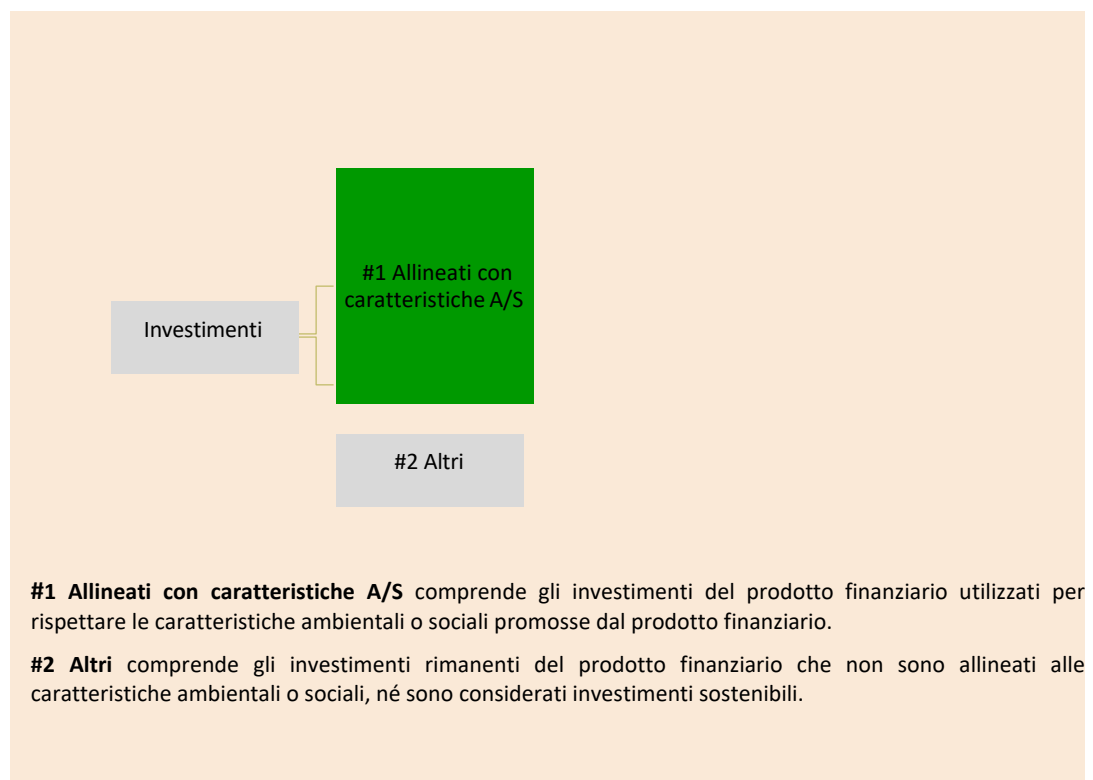 #1 Allineati con
caratteristiche A/S
Investimenti
#2 Altri
#1 Allineati con caratteristiche A/S comprende gli investimenti del prodotto finanziario utilizzati per
rispettare le caratteristiche ambientali o sociali promosse dal prodotto finanziario.
#2 Altri comprende gli investimenti rimanenti del prodotto finanziario che non sono allineati alle
caratteristiche ambientali o sociali, né sono considerati investimenti sostenibili.